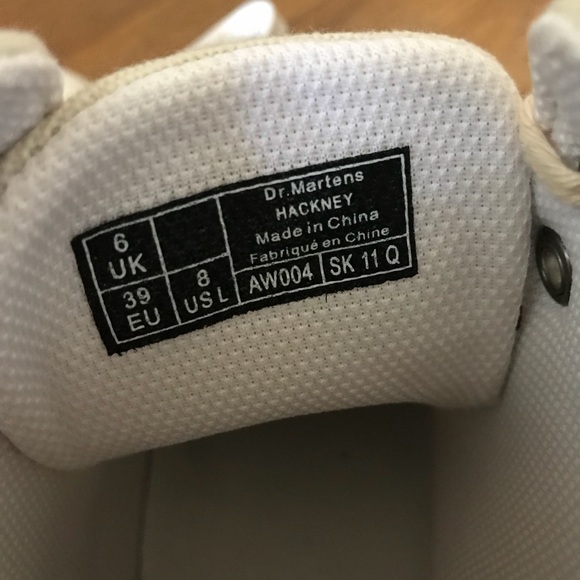 6
UK
39
EU
8
US L
Dr.Martens
HACKNEY
Made in China
Fabriqué en Chine
AW004
SK 11 Q